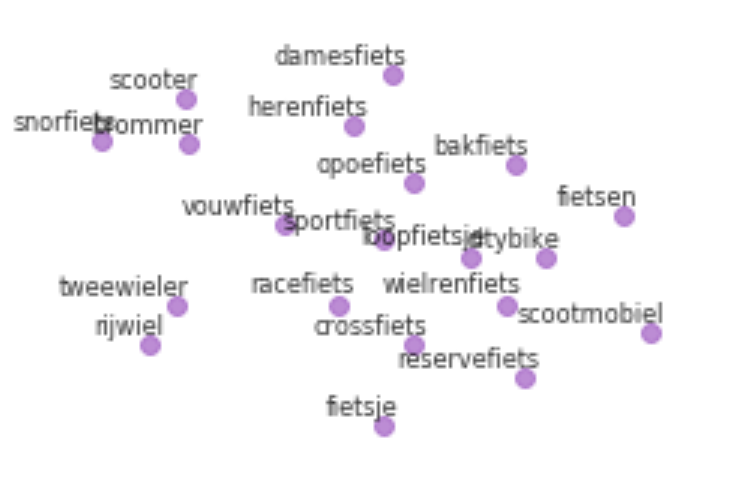 damesfiets
scooter
herenfiets
snorfiets
brommer
bakfiets
opoefiets
fietsen
vouwfiets
sportfiets
loopfietsje
citybike
tweewieler
racefiets
wielrenfiets
scootmobiel
rijwiel
crossfiets
reservefiets
fietsje